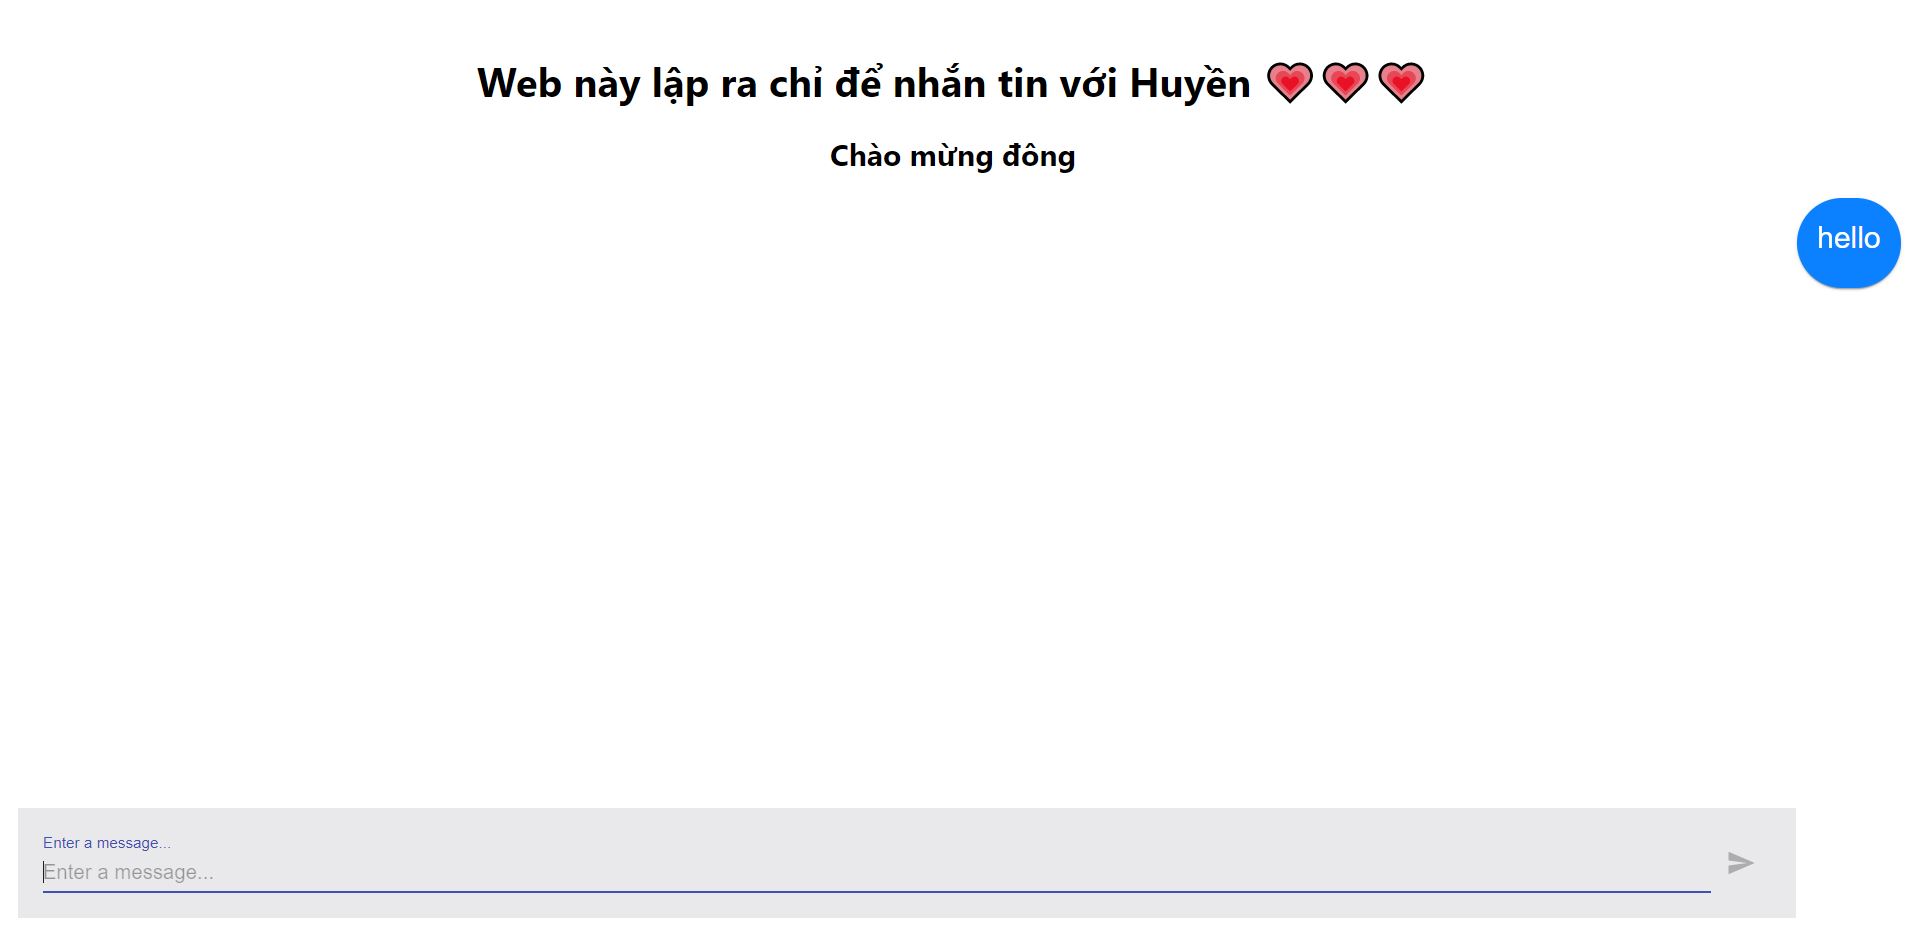 Web này lập ra chỉ để nhắn tin với Huyền 💗💗💗
Chào mừng đông
hello
Enter a message...
Enter a message...